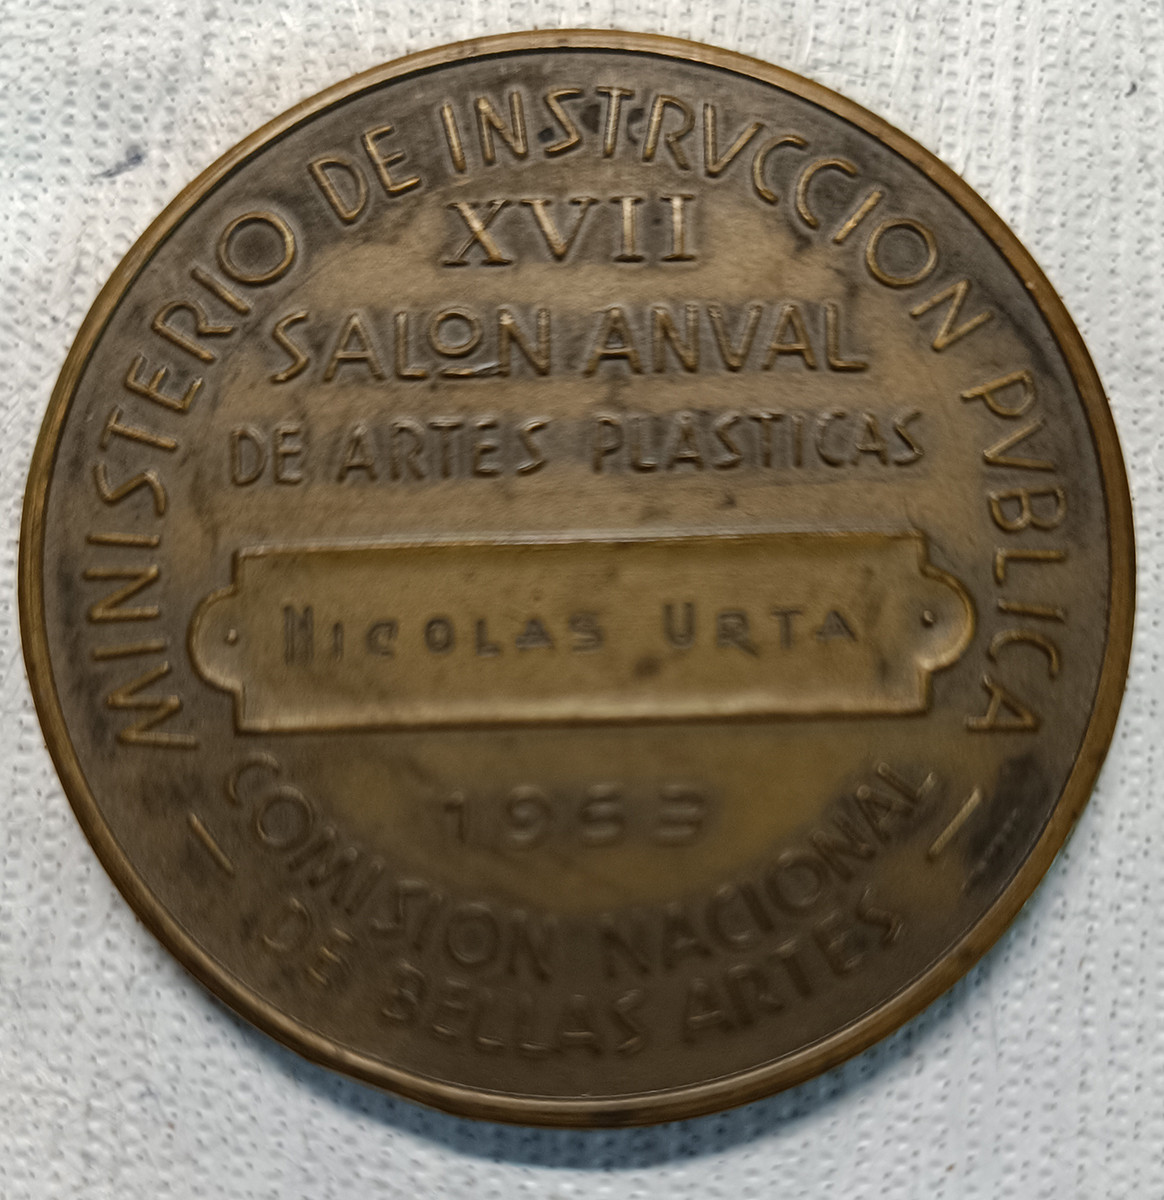 MINISTERIO DE INSTRVCCION PVBLICA
XVII
SALON ANVAL
DE ARTES PLASTICAS
NICOLAS URTA
1953
COMISION NACIONAL
DE BELLAS ARTES